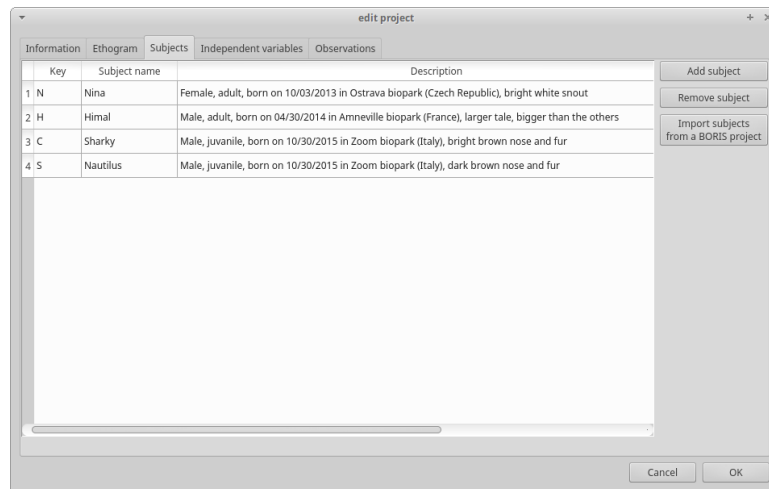 edit project
Information Ethogram Subjects Independent variables Observations
Key Subject name Description
1 N Nina Female, adult, born on 10/03/2013 in Ostrava biopark (Czech Republic), bright white snout
2 H Himal Male, adult, born on 04/30/2014 in Amneville biopark (France), larger tale, bigger than the others
3 C Sharky Male, juvanile, born on 10/30/2015 in Zoom biopark (Italy), bright brown nose and fur
4 S Nautilus Male, juvanile, born on 10/30/2015 in Zoom biopark (Italy), dark brown nose and fur
Add subject
Remove subject
Import subjects
from a BORIS project
Cancel OK